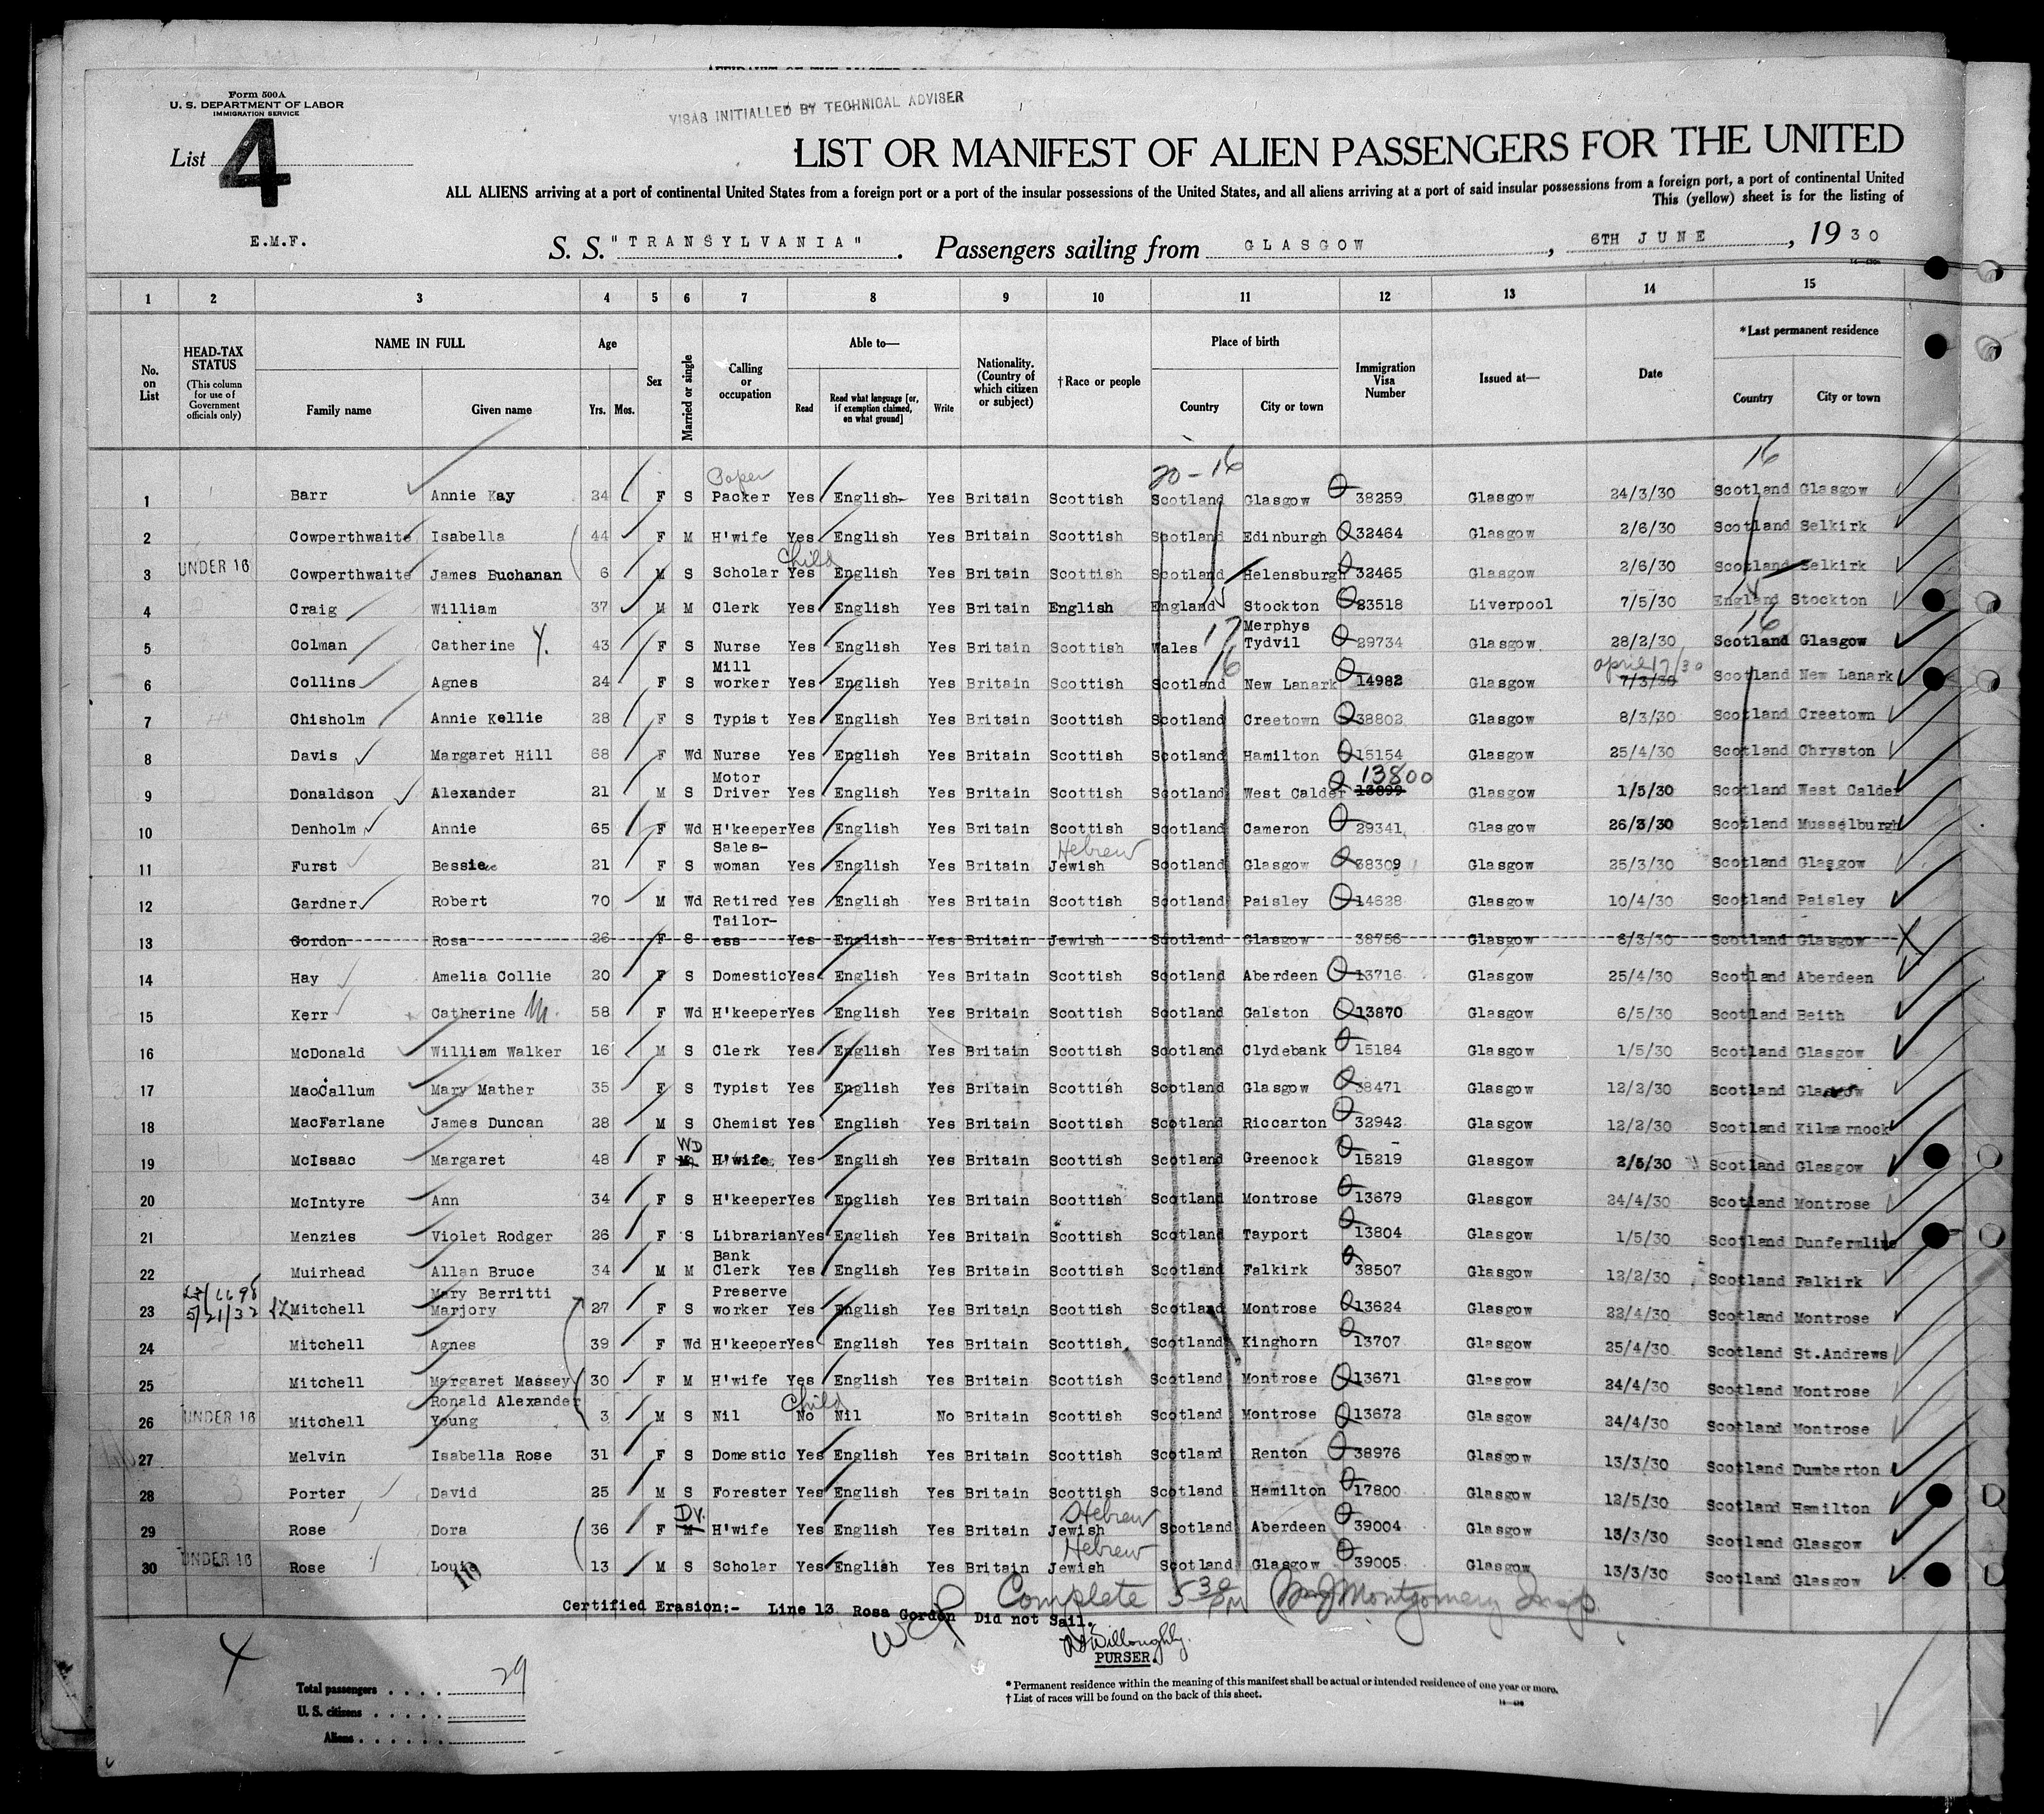 Form 500A
U. S. DEPARTMENT OF LABOR
IMMIGRATION SERVICE
VISAS INITIALLED BY TECHNICAL ADVISER
List 4
LIST OR MANIFEST OF ALIEN PASSENGERS FOR THE UNITED
ALL ALIENS arriving at a port of continental United States from a foreign port or a port of the insular possessions of the United States, and all aliens arriving at a port of said insular possessions from a foreign port, a port of continental United
This (yellow) sheet is for the listing of
E.M.F.
S. S. "TRANSYLVANIA". Passengers sailing from GLASGOW, 6TH JUNE, 1930
1 2 3 4 5 6 7 8 9 10 11 12 13 14 15
No. on List
HEAD-TAX STATUS (This column for use of Government officials only)
NAME IN FULL Family name Given name
Age Yrs. Mos.
Sex
Married or single
Calling or occupation
Able to— Read Read what language [or, if exemption claimed, on what ground] Write
Nationality. (Country of which citizen or subject)
†Race or people
Place of birth Country City or town
Immigration Visa Number
Issued at—
Date
*Last permanent residence Country City or town
20-16 16
1 Barr Annie Kay 24 F S Paper Packer Yes English Yes Britain Scottish Scotland Glasgow 38259 Glasgow 24/3/30 Scotland Glasgow
2 Cowperthwaite Isabella 44 F M H'wife Yes English Yes Britain Scottish Scotland Edinburgh 32464 Glasgow 2/6/30 Scotland Selkirk
3 UNDER 16 Cowperthwaite James Buchanan 6 M S Scholar Child Yes English Yes Britain Scottish Scotland Helensburgh 32465 Glasgow 2/6/30 Scotland Selkirk
4 Craig William 37 M M Clerk Yes English Yes Britain English England Stockton 23518 Liverpool 7/5/30 England Stockton
5 Colman Catherine Y. 43 F S Nurse Yes English Yes Britain Scottish Wales 17 Merphys Tydvil 29734 Glasgow 28/2/30 16 Scotland Glasgow
6 Collins Agnes 24 F S Mill worker Yes English Yes Britain Scottish Scotland 16 New Lanark 14982 Glasgow 7/3/30 april 17/30 Scotland New Lanark
7 Chisholm Annie Kellie 28 F S Typist Yes English Yes Britain Scottish Scotland Creetown 38802 Glasgow 8/3/30 Scotland Creetown
8 Davis Margaret Hill 68 F Wd Nurse Yes English Yes Britain Scottish Scotland Hamilton 15154 Glasgow 25/4/30 Scotland Chryston
9 Donaldson Alexander 21 M S Motor Driver Yes English Yes Britain Scottish Scotland West Calder 13800 13899 Glasgow 1/5/30 Scotland West Calder
10 Denholm Annie 65 F Wd H'keeper Yes English Yes Britain Scottish Scotland Cameron 29341 Glasgow 26/3/30 Scotland Musselburgh
11 Furst Bessie 21 F S Sales-woman Yes English Yes Britain Hebrew Jewish Scotland Glasgow 38309 Glasgow 25/3/30 Scotland Glasgow
12 Gardner Robert 70 M Wd Retired Yes English Yes Britain Scottish Scotland Paisley 14628 Glasgow 10/4/30 Scotland Paisley
13 Gordon Rosa 26 F S Tailor-ess Yes English Yes Britain Jewish Scotland Glasgow 38756 Glasgow 6/3/30 Scotland Glasgow X
14 Hay Amelia Collie 20 F S Domestic Yes English Yes Britain Scottish Scotland Aberdeen 13716 Glasgow 25/4/30 Scotland Aberdeen
15 Kerr Catherine M. 58 F Wd H'keeper Yes English Yes Britain Scottish Scotland Galston 13870 Glasgow 6/5/30 Scotland Beith
16 McDonald William Walker 16 M S Clerk Yes English Yes Britain Scottish Scotland Clydebank 15184 Glasgow 1/5/30 Scotland Glasgow
17 MacCallum Mary Mather 35 F S Typist Yes English Yes Britain Scottish Scotland Glasgow 38471 Glasgow 12/2/30 Scotland Glasgow
18 MacFarlane James Duncan 28 M S Chemist Yes English Yes Britain Scottish Scotland Riccarton 32942 Glasgow 12/2/30 Scotland Kilmarnock
19 McIsaac Margaret 48 F WD M H'wife Yes English Yes Britain Scottish Scotland Greenock 15219 Glasgow 2/5/30 Scotland Glasgow
20 McIntyre Ann 34 F S H'keeper Yes English Yes Britain Scottish Scotland Montrose 13679 Glasgow 24/4/30 Scotland Montrose
21 Menzies Violet Rodger 26 F S Librarian Yes English Yes Britain Scottish Scotland Tayport 13804 Glasgow 1/5/30 Scotland Dunfermline
22 Muirhead Allan Bruce 34 M M Bank Clerk Yes English Yes Britain Scottish Scotland Falkirk 38507 Glasgow 12/2/30 Scotland Falkirk
23 5/21/32 Mitchell Mary Berritti Marjory 27 F S Preserve worker Yes English Yes Britain Scottish Scotland Montrose 13624 Glasgow 22/4/30 Scotland Montrose
24 Mitchell Agnes 39 F Wd H'keeper Yes English Yes Britain Scottish Scotland Kinghorn 13707 Glasgow 25/4/30 Scotland St.Andrews
25 Mitchell Margaret Massey 30 F M H'wife Yes English Yes Britain Scottish Scotland Montrose 13671 Glasgow 24/4/30 Scotland Montrose
26 UNDER 16 Mitchell Ronald Alexander Young 3 M S Nil Child No Nil No Britain Scottish Scotland Montrose 13672 Glasgow 24/4/30 Scotland Montrose
27 Melvin Isabella Rose 31 F S Domestic Yes English Yes Britain Scottish Scotland Renton 38976 Glasgow 13/3/30 Scotland Dumbarton
28 Porter David 25 M S Forester Yes English Yes Britain Scottish Scotland Hamilton 17800 Glasgow 12/5/30 Scotland Hamilton
29 Rose Dora 36 F Dv. H'wife Yes English Yes Britain Hebrew Jewish Scotland Aberdeen 39004 Glasgow 13/3/30 Scotland Glasgow
30 UNDER 16 Rose Louis 13 M S Scholar Yes English Yes Britain Hebrew Jewish Scotland Glasgow 39005 Glasgow 13/3/30 Scotland Glasgow
10
Complete 5 30 PM Montgomery Insp.
Certified Erasion:- Line 13 Rosa Gordon Did not Sail.
Willoughby.
PURSER.
Total passengers . . . . 29
U. S. citizens . . . . .
Aliens . . . . . .
* Permanent residence within the meaning of this manifest shall be actual or intended residence of one year or more.
† List of races will be found on the back of this sheet.